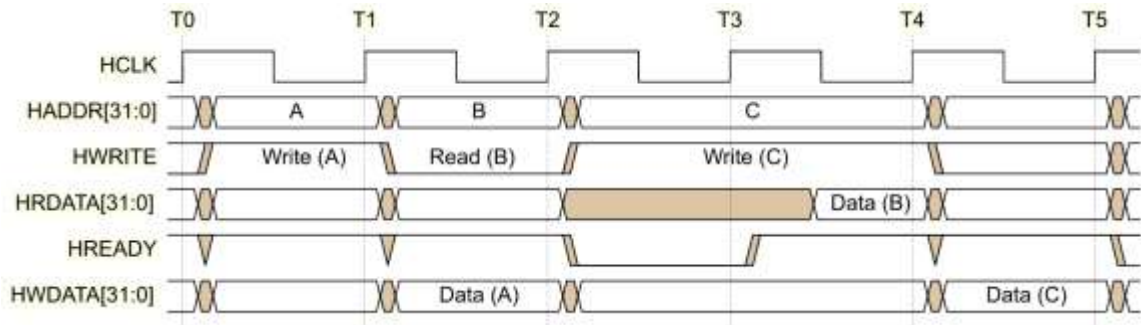 T0 T1 T2 T3 T4 T5
HCLK
HADDR[31:0] A B C
HWRITE Write (A) Read (B) Write (C)
HRDATA[31:0] Data (B)
HREADY
HWDATA[31:0] Data (A) Data (C)